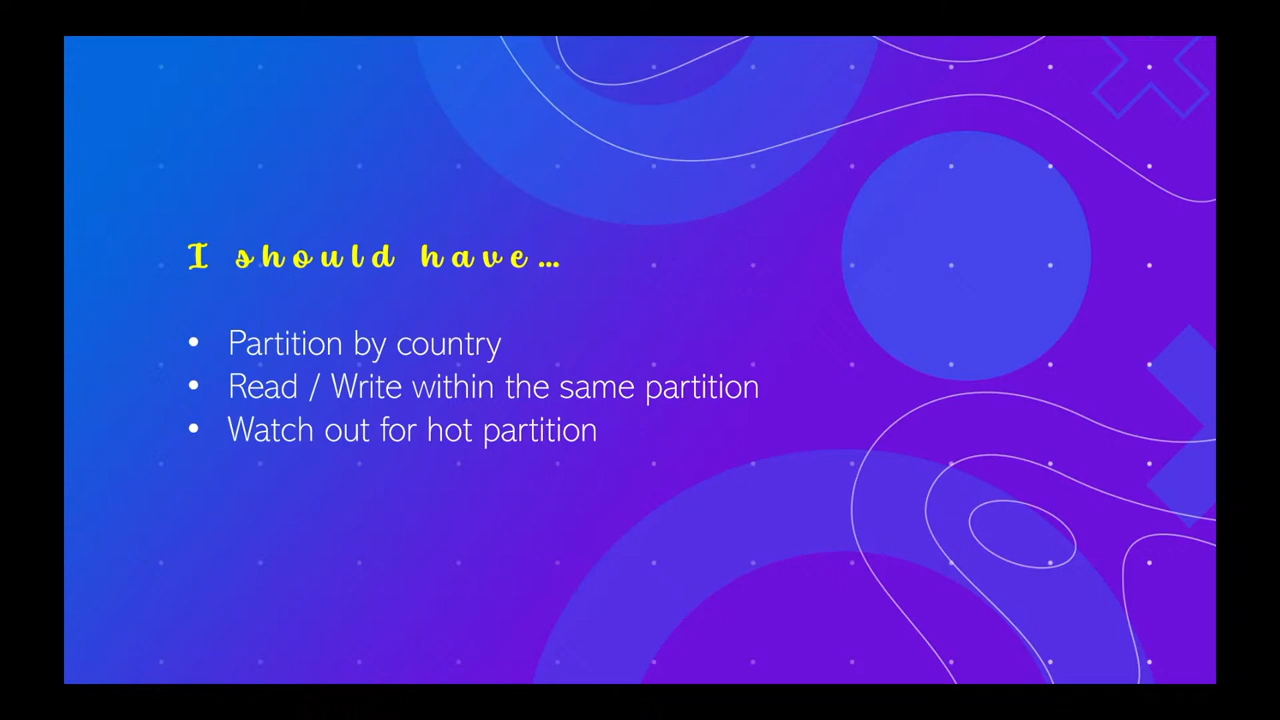 I should have…
• Partition by country
• Read / Write within the same partition
• Watch out for hot partition